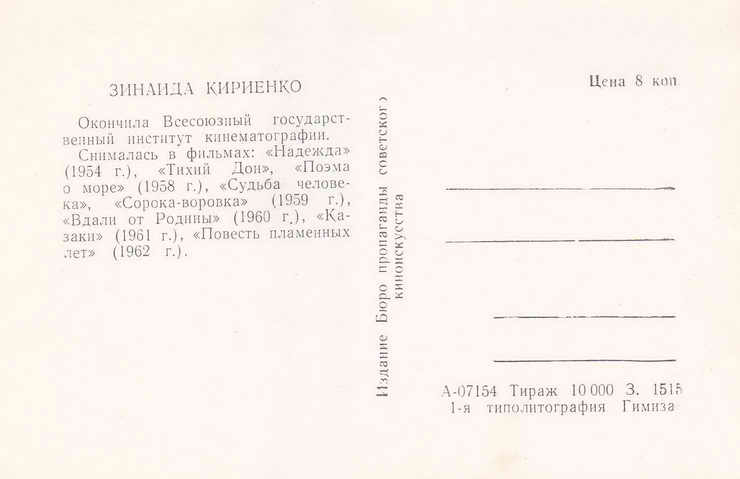 ЗИНАИДА КИРИЕНКО
Окончила Всесоюзный государст-
венный институт кинематографии.
Снималась в фильмах: «Надежда»
(1954 г.), «Тихий Дон», «Поэма
о море» (1958 г.), «Судьба челове-
ка», «Сорока-воровка» (1959 г.),
«Вдали от Родины» (1960 г.), «Ка-
заки» (1961 г.), «Повесть пламенных
лет» (1962 г.).
Издание Бюро пропаганды советского
киноискусства
Цена 8 коп
А-07154 Тираж 10 000 З. 1515
1-я типолитография Гимиза